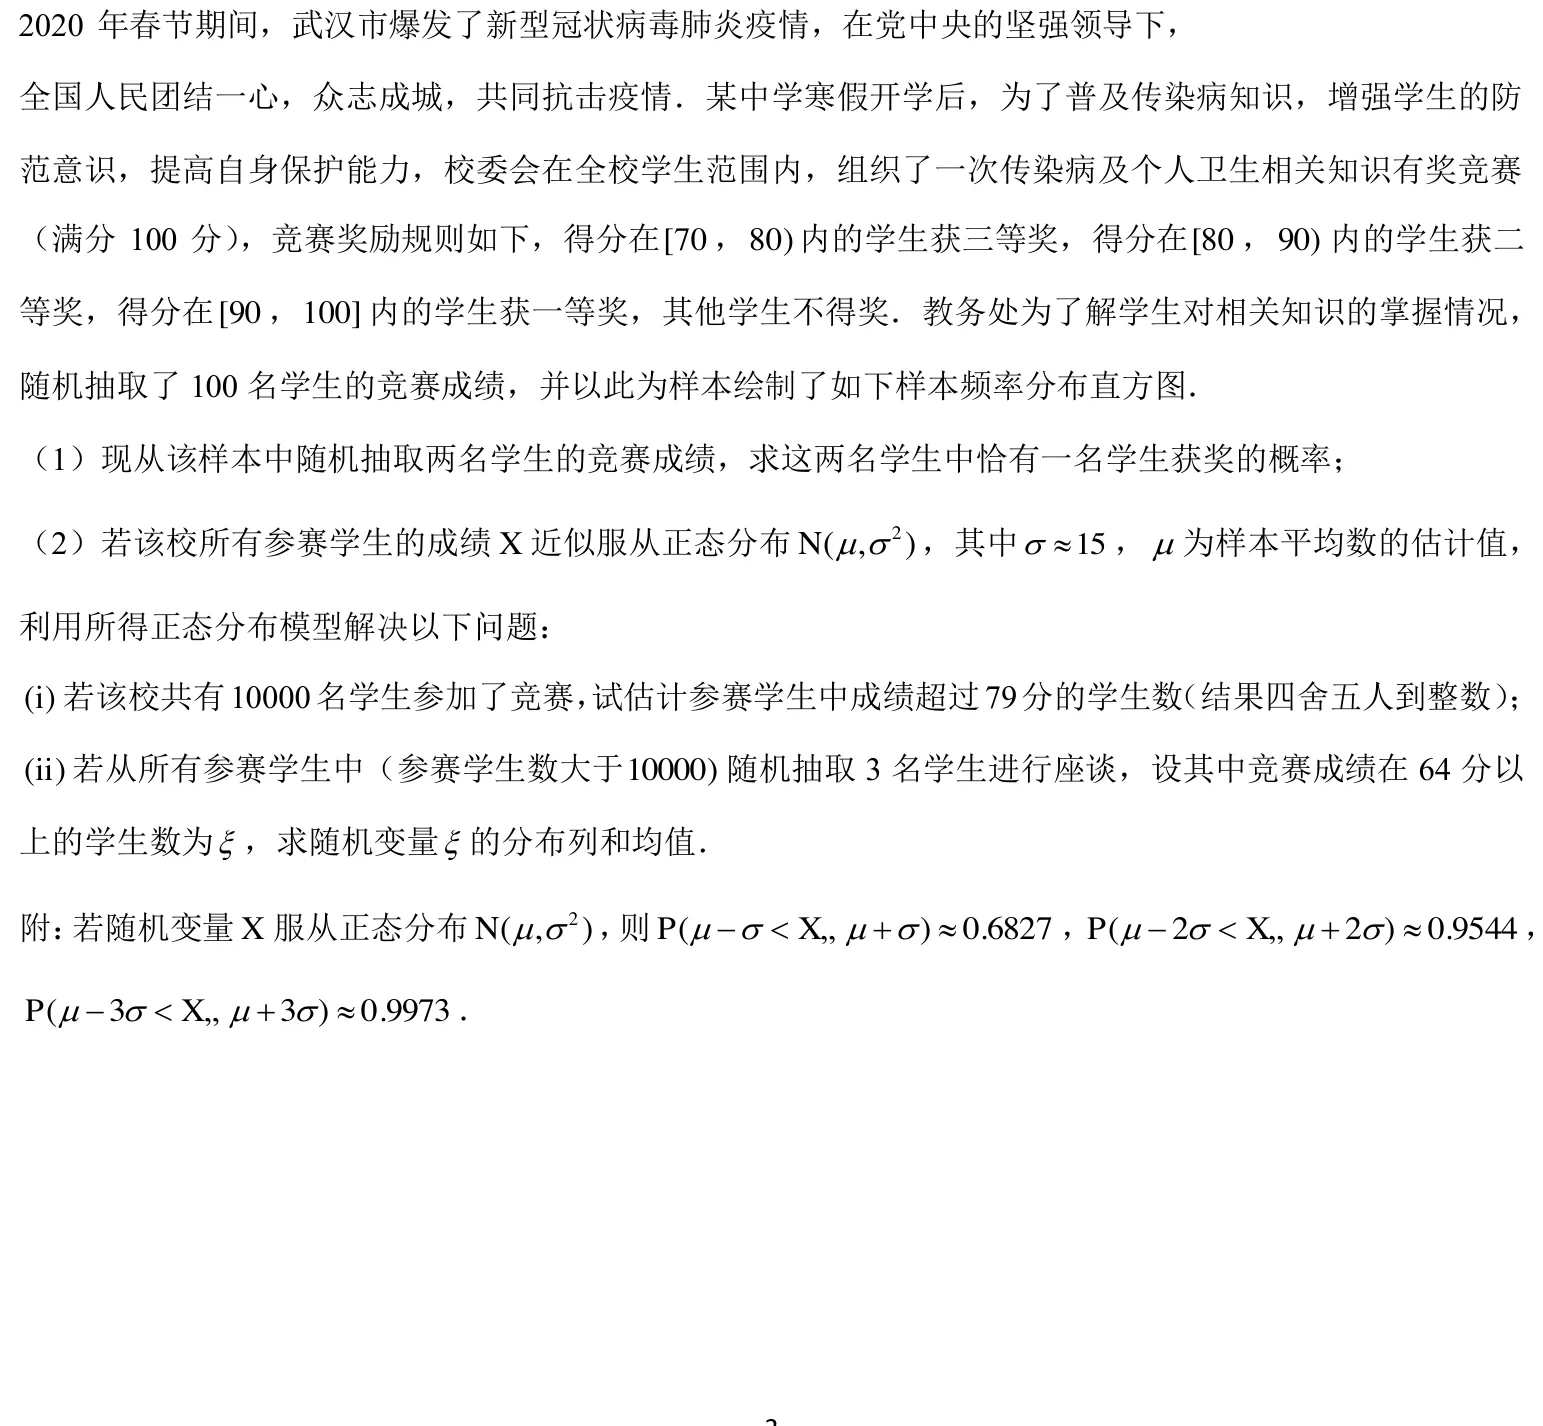 2020 年春节期间，武汉市爆发了新型冠状病毒肺炎疫情，在党中央的坚强领导下，
全国人民团结一心，众志成城，共同抗击疫情．某中学寒假开学后，为了普及传染病知识，增强学生的防
范意识，提高自身保护能力，校委会在全校学生范围内，组织了一次传染病及个人卫生相关知识有奖竞赛
（满分 100 分），竞赛奖励规则如下，得分在[70，80)内的学生获三等奖，得分在[80，90) 内的学生获二
等奖，得分在[90，100]内的学生获一等奖，其他学生不得奖．教务处为了解学生对相关知识的掌握情况，
随机抽取了 100 名学生的竞赛成绩，并以此为样本绘制了如下样本频率分布直方图．
（1）现从该样本中随机抽取两名学生的竞赛成绩，求这两名学生中恰有一名学生获奖的概率；
（2）若该校所有参赛学生的成绩 X 近似服从正态分布 N(μ,σ²)，其中σ≈15，μ为样本平均数的估计值，
利用所得正态分布模型解决以下问题：
(i) 若该校共有10000名学生参加了竞赛，试估计参赛学生中成绩超过79分的学生数（结果四舍五人到整数）；
(ii) 若从所有参赛学生中（参赛学生数大于10000) 随机抽取 3 名学生进行座谈，设其中竞赛成绩在 64 分以
上的学生数为ξ，求随机变量ξ的分布列和均值．
附：若随机变量 X 服从正态分布 N(μ,σ²)，则 P(μ−σ<X,, μ+σ)≈0.6827，P(μ−2σ<X,, μ+2σ)≈0.9544，
P(μ−3σ<X,, μ+3σ)≈0.9973．